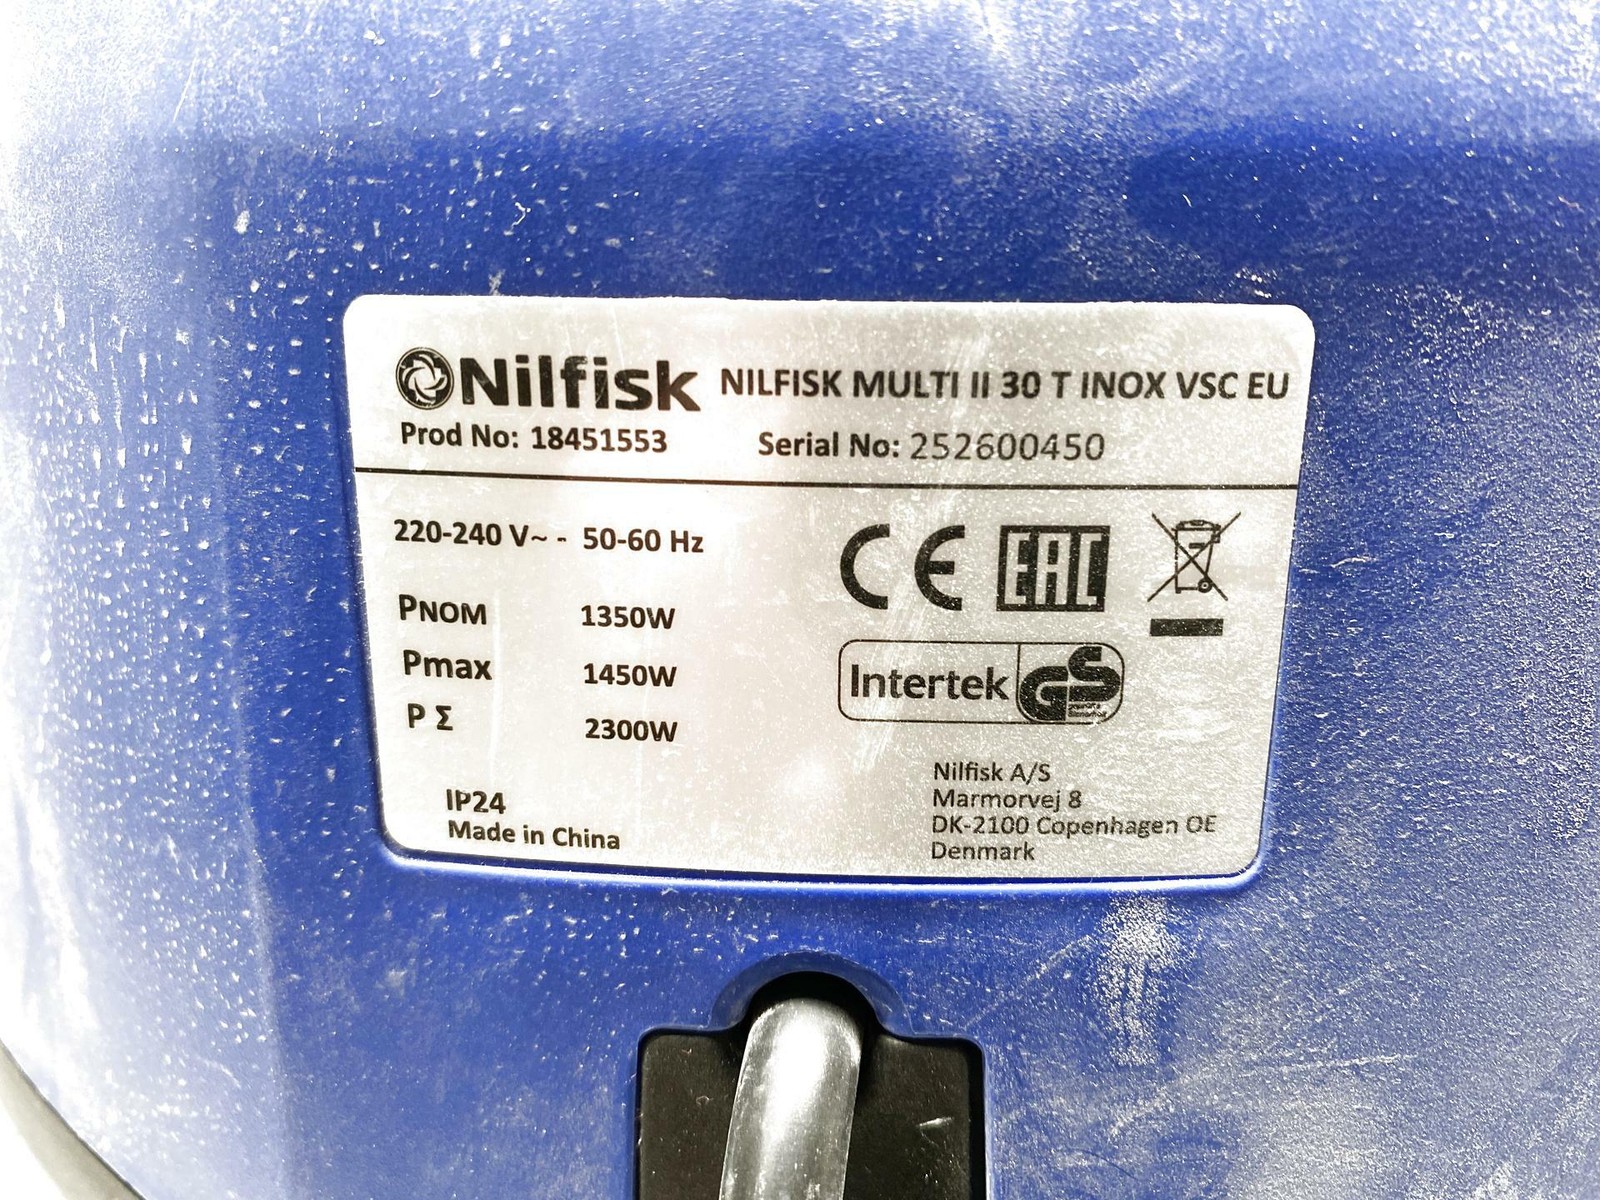 Nilfisk NILFISK MULTI II 30 T INOX VSC EU
Prod No: 18451553 Serial No: 252600450
220-240 V~ - 50-60 Hz
PNOM 1350W
Pmax 1450W
P Σ 2300W
CE EAC
Intertek GS
IP24
Made in China
Nilfisk A/S
Marmorvej 8
DK-2100 Copenhagen OE
Denmark